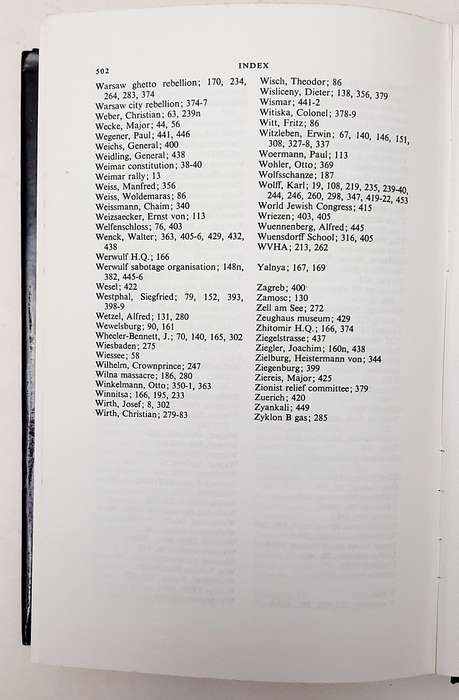 502
INDEX
Warsaw ghetto rebellion; 170, 234,
264, 283, 374
Warsaw city rebellion; 374-7
Weber, Christian; 63, 239n
Wecke, Major; 44, 56
Wegener, Paul; 441, 446
Weichs, General; 400
Weidling, General; 438
Weimar constitution; 38-40
Weimar rally; 13
Weiss, Manfred; 356
Weiss, Woldemaras; 86
Weissmann, Chaim; 340
Weizsaecker, Ernst von; 113
Welfenschloss; 76, 403
Wenck, Walter; 363, 405-6, 429, 432,
438
Werwulf H.Q.; 166
Werwulf sabotage organisation; 148n,
382, 445-6
Wesel; 422
Westphal, Siegfried; 79, 152, 393,
398-9
Wetzel, Alfred; 131, 280
Wewelsburg; 90, 161
Wheeler-Bennett, J.; 70, 140, 165, 302
Wiesbaden; 275
Wiessee; 58
Wilhelm, Crownprince; 247
Wilna massacre; 186, 280
Winkelmann, Otto; 350-1, 363
Winnitsa; 166, 195, 233
Wirth, Josef; 8, 302
Wirth, Christian; 279-83
Wisch, Theodor; 86
Wisliceny, Dieter; 138, 356, 379
Wismar; 441-2
Witiska, Colonel; 378-9
Witt, Fritz; 86
Witzleben, Erwin; 67, 140, 146, 151,
308, 327-8, 337
Woermann, Paul; 113
Wohler, Otto; 369
Wolfsschanze; 187
Wolff, Karl; 19, 108, 219, 235, 239-40,
244, 246, 260, 298, 347, 419-22, 453
World Jewish Congress; 415
Wriezen; 403, 405
Wuennenberg, Alfred; 445
Wuensdorff School; 316, 405
WVHA; 213, 262
Yalnya; 167, 169
Zagreb; 400
Zamosc; 130
Zell am See; 272
Zeughaus museum; 429
Zhitomir H.Q.; 166, 374
Ziegelstrasse; 437
Ziegler, Joachim; 160n, 438
Zielburg, Heistermann von; 344
Ziegenburg; 399
Ziereis, Major; 425
Zionist relief committee; 379
Zuerich; 420
Zyankali; 449
Zyklon B gas; 285